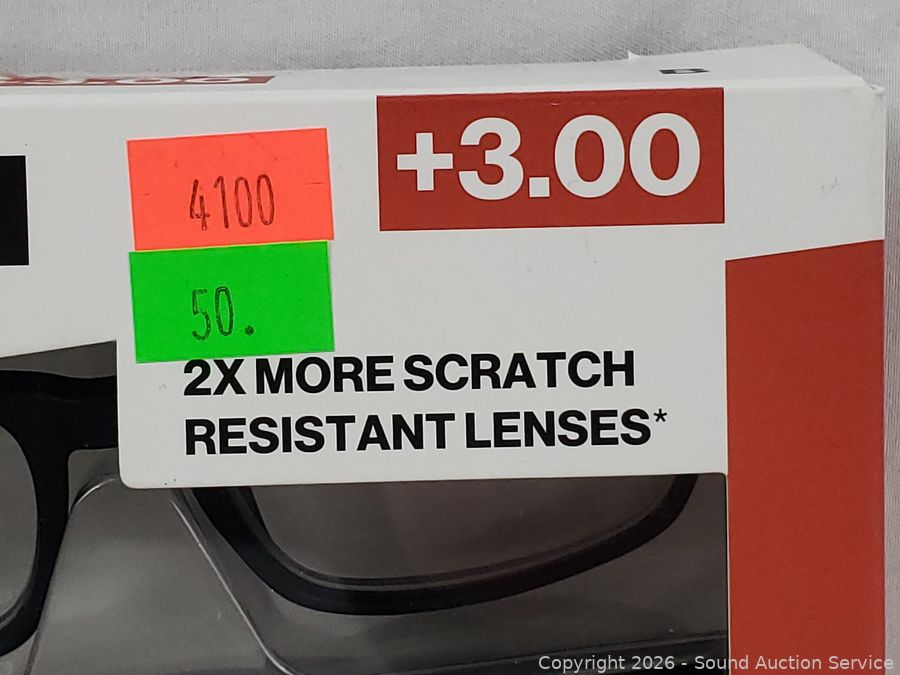 +3.00
4100
50.
2X MORE SCRATCH
RESISTANT LENSES*
Copyright 2026 - Sound Auction Service